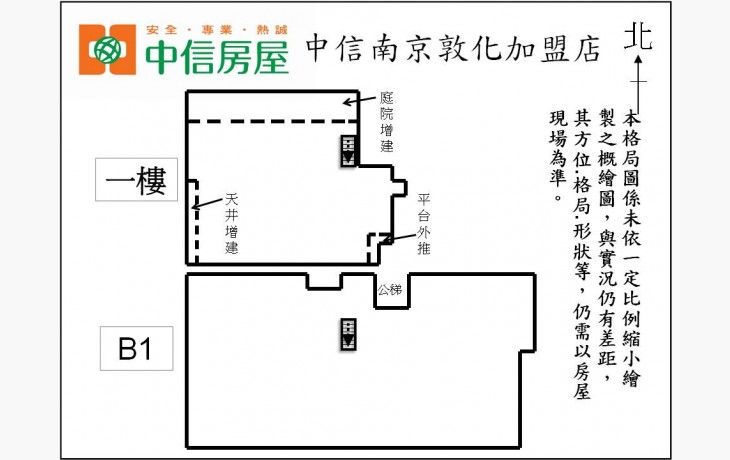 安全・專業・熱誠
中信房屋
中信南京敦化加盟店
北
本格局圖係未依一定比例縮小繪
製之概繪圖，與實況仍有差距，
其方位.格局.形狀等，仍需以房屋
現場為準。
一樓
庭院增建
天井增建
平台外推
公梯
B1